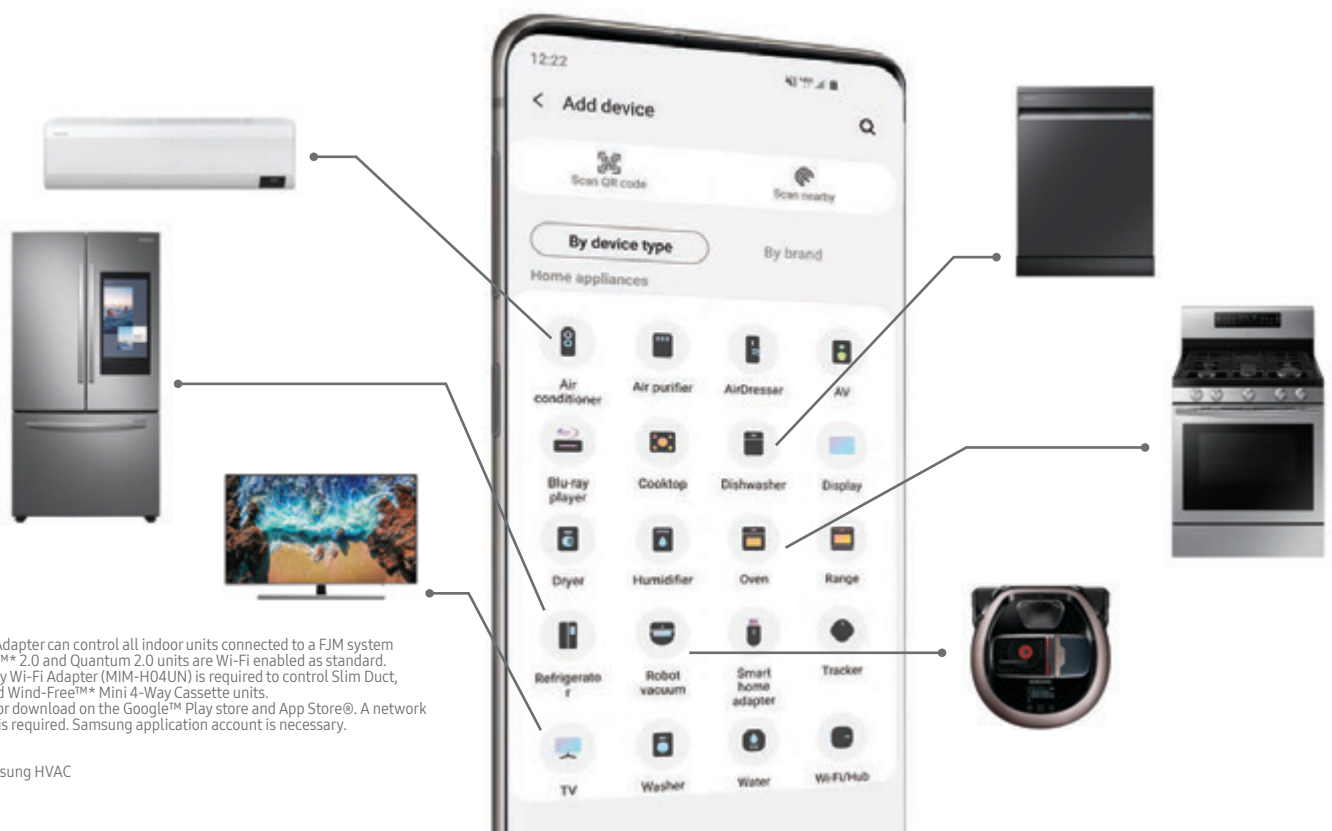 12:22
Add device
Scan QR code
Scan nearby
By device type
By brand
Home appliances
Air
conditioner
Air purifier
AirDresser
AV
Blu-ray
player
Cooktop
Dishwasher
Display
Dryer
Humidifier
Oven
Range
Refrigerato
r
Robot
vacuum
Smart
home
adapter
Tracker
TV
Washer
Water
Wi-Fi/Hub
Adapter can control all indoor units connected to a FJM system
™* 2.0 and Quantum 2.0 units are Wi-Fi enabled as standard.
y Wi-Fi Adapter (MIM-H04UN) is required to control Slim Duct,
d Wind-Free™* Mini 4-Way Cassette units.
or download on the Google™ Play store and App Store®. A network
is required. Samsung application account is necessary.
sung HVAC